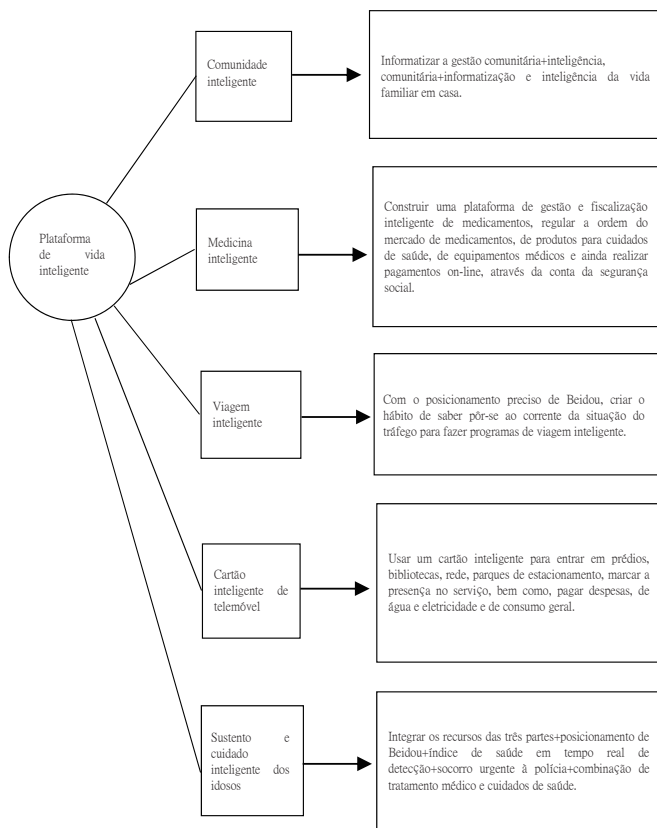 Comunidade
inteligente
Informatizar a gestão comunitária+inteligência,
comunitária+informatização e inteligência da vida
familiar em casa.
Plataforma
de vida
inteligente
Medicina
inteligente
Construir uma plataforma de gestão e fiscalização
inteligente de medicamentos, regular a ordem do
mercado de medicamentos, de produtos para cuidados
de saúde, de equipamentos médicos e ainda realizar
pagamentos on-line, através da conta da segurança
social.
Viagem
inteligente
Com o posicionamento preciso de Beidou, criar o
hábito de saber pôr-se ao corrente da situação do
tráfego para fazer programas de viagem inteligente.
Cartão
inteligente de
telemóvel
Usar um cartão inteligente para entrar em prédios,
bibliotecas, rede, parques de estacionamento, marcar a
presença no serviço, bem como, pagar despesas, de
água e eletricidade e de consumo geral.
Sustento e
cuidado
inteligente dos
idosos
Integrar os recursos das três partes+posicionamento de
Beidou+índice de saúde em tempo real de
detecção+socorro urgente à polícia+combinação de
tratamento médico e cuidados de saúde.